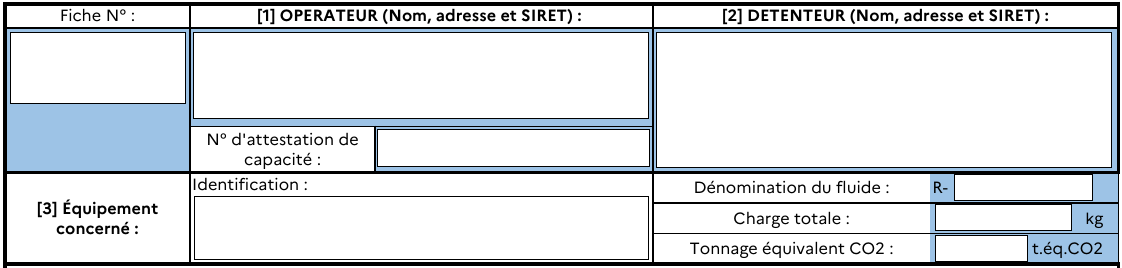 Fiche N° :
[1] OPERATEUR (Nom, adresse et SIRET) :
[2] DETENTEUR (Nom, adresse et SIRET) :
N° d'attestation de
capacité :
[3] Équipement
concerné :
Identification :
Dénomination du fluide :
R-
Charge totale :
kg
Tonnage équivalent CO2 :
t.éq.CO2